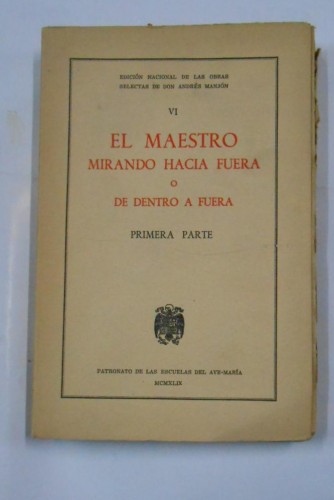 EDICIÓN NACIONAL DE LAS OBRAS
SELECTAS DE DON ANDRÉS MANJÓN
VI
EL MAESTRO
MIRANDO HACIA FUERA
O
DE DENTRO A FUERA
PRIMERA PARTE
PATRONATO DE LAS ESCUELAS DEL AVE-MARÍA
MCMXLIX